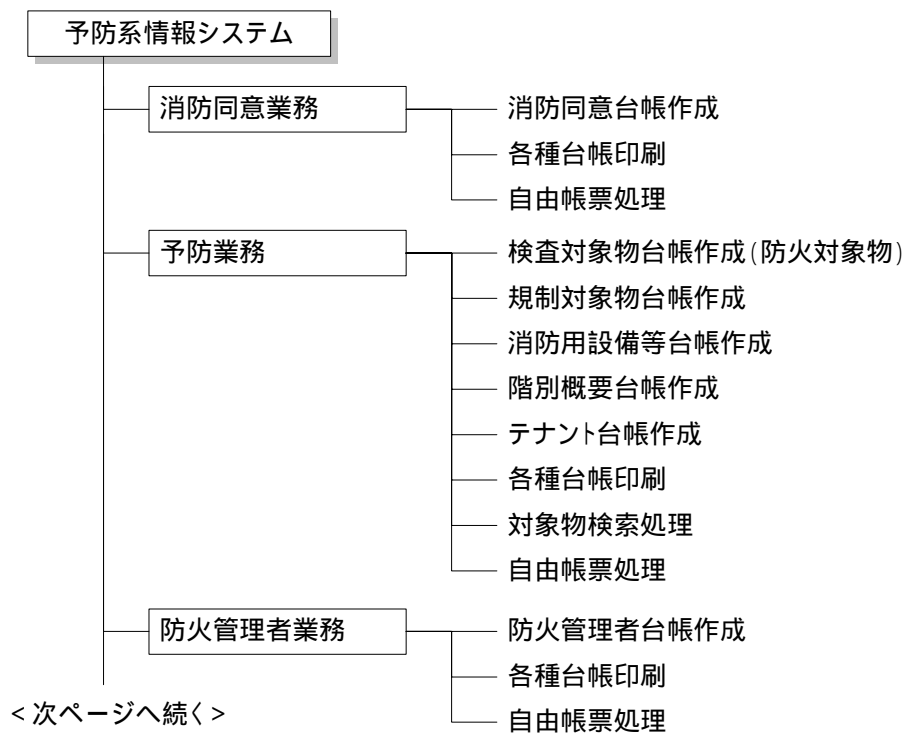 予防系情報システム
消防同意業務
消防同意台帳作成
各種台帳印刷
自由帳票処理
予防業務
検査対象物台帳作成(防火対象物)
規制対象物台帳作成
消防用設備等台帳作成
階別概要台帳作成
テナント台帳作成
各種台帳印刷
対象物検索処理
自由帳票処理
防火管理者業務
防火管理者台帳作成
各種台帳印刷
自由帳票処理
<次ページへ続く>